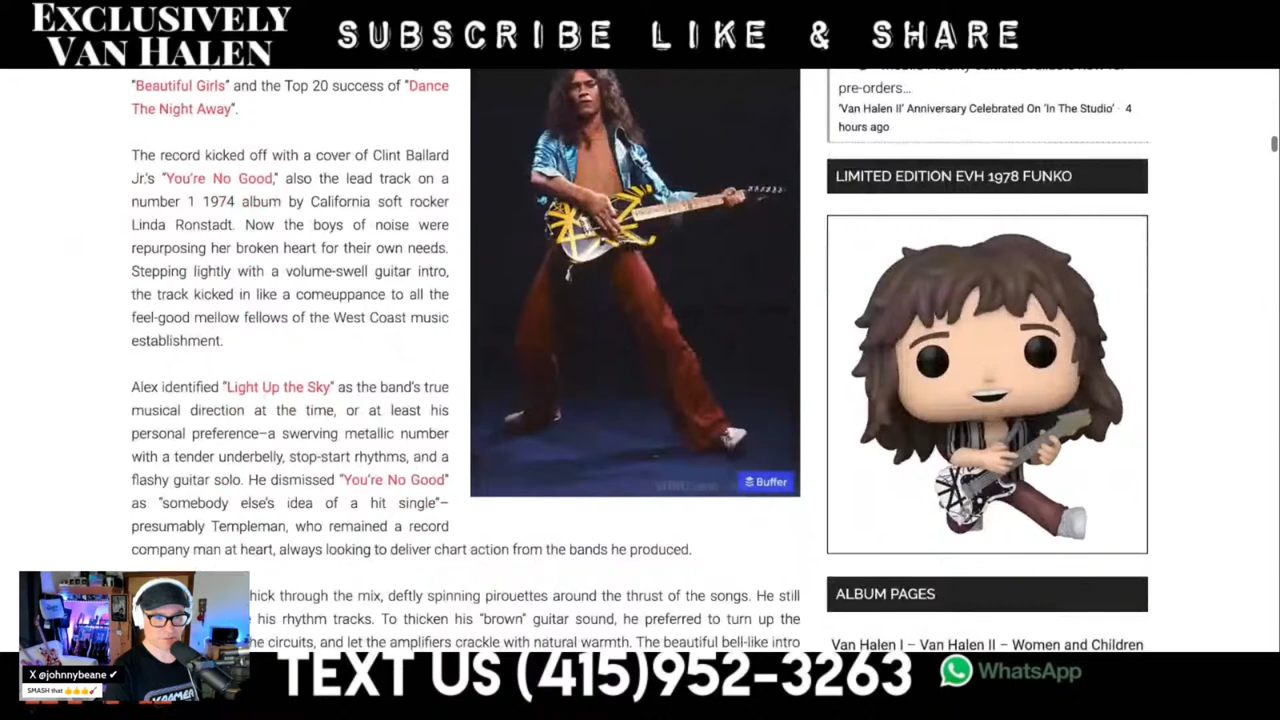 EXCLUSIVELY
VAN HALEN
SUBSCRIBE LIKE & SHARE
"Beautiful Girls" and the Top 20 success of "Dance
The Night Away".
The record kicked off with a cover of Clint Ballard
Jr.'s "You're No Good," also the lead track on a
number 1 1974 album by California soft rocker
Linda Ronstadt. Now the boys of noise were
repurposing her broken heart for their own needs.
Stepping lightly with a volume-swell guitar intro,
the track kicked in like a comeuppance to all the
feel-good mellow fellows of the West Coast music
establishment.
Alex identified "Light Up the Sky" as the band's true
musical direction at the time, or at least his
personal preference–a swerving metallic number
with a tender underbelly, stop-start rhythms, and a
flashy guitar solo. He dismissed "You're No Good"
as "somebody else's idea of a hit single"–
presumably Templeman, who remained a record
company man at heart, always looking to deliver chart action from the bands he produced.
hick through the mix, deftly spinning pirouettes around the thrust of the songs. He still
his rhythm tracks. To thicken his "brown" guitar sound, he preferred to turn up the
he circuits, and let the amplifiers crackle with natural warmth. The beautiful bell-like intro
Buffer
pre-orders…
'Van Halen II' Anniversary Celebrated On 'In The Studio' · 4
hours ago
LIMITED EDITION EVH 1978 FUNKO
ALBUM PAGES
Van Halen I – Van Halen II – Women and Children
X @johnnybeane
SMASH that
KRAMER
TEXT US (415)952-3263
WhatsApp